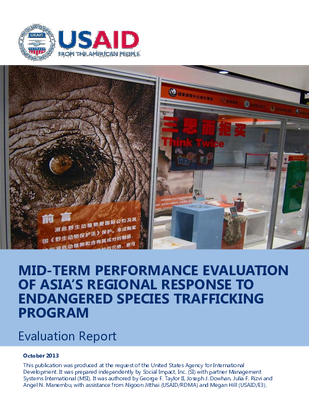 USAID
FROM THE AMERICAN PEOPLE
三思而拒买
Think Twice
前言
MID-TERM PERFORMANCE EVALUATION
OF ASIA'S REGIONAL RESPONSE TO
ENDANGERED SPECIES TRAFFICKING
PROGRAM
Evaluation Report
October 2013
This publication was produced at the request of the United States Agency for International
Development. It was prepared independently by Social Impact, Inc. (SI) with partner Management
Systems International (MSI). It was authored by George F. Taylor II, Joseph J. Dowhan, Julia F. Rizvi and
Angel N. Manembu, with assistance from Ngoon Jitthai (USAID/RDMA) and Megan Hill (USAID/E3).